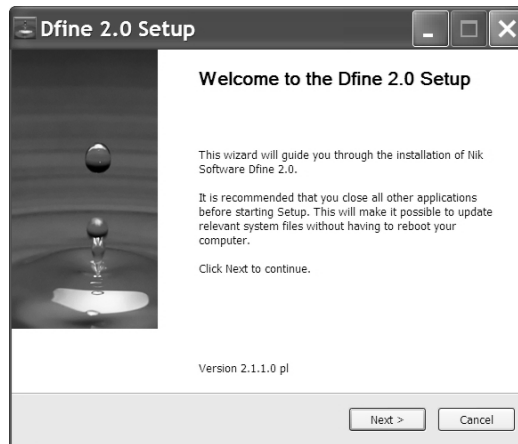 Dfine 2.0 Setup
Welcome to the Dfine 2.0 Setup
This wizard will guide you through the installation of Nik
Software Dfine 2.0.
It is recommended that you close all other applications
before starting Setup. This will make it possible to update
relevant system files without having to reboot your
computer.
Click Next to continue.
Version 2.1.1.0 pl
Next >
Cancel